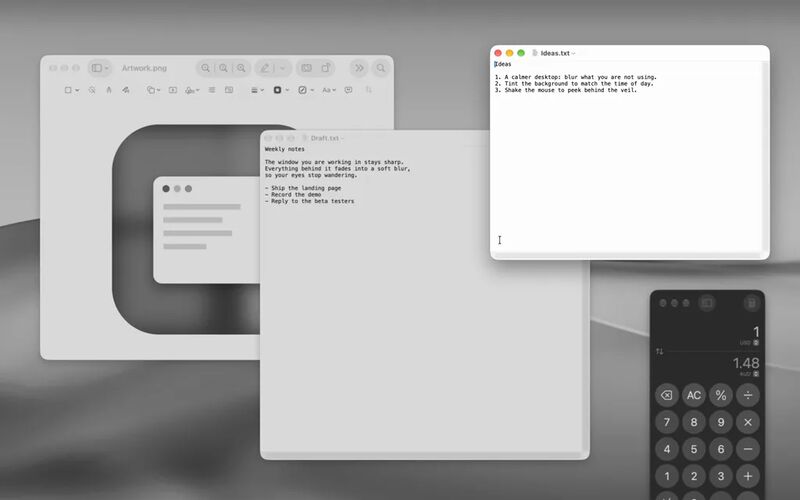 Artwork.png
Aa
Ideas.txt
Ideas
1. A calmer desktop: blur what you are not using.
2. Tint the background to match the time of day.
3. Shake the mouse to peek behind the veil.
Draft.txt
Weekly notes
The window you are working in stays sharp.
Everything behind it fades into a soft blur,
so your eyes stop wandering.
- Ship the landing page
- Record the demo
- Reply to the beta testers
1
USD
1.48
AC % ÷
7 8 9 ×
4 5 6 −
1 2 3 +